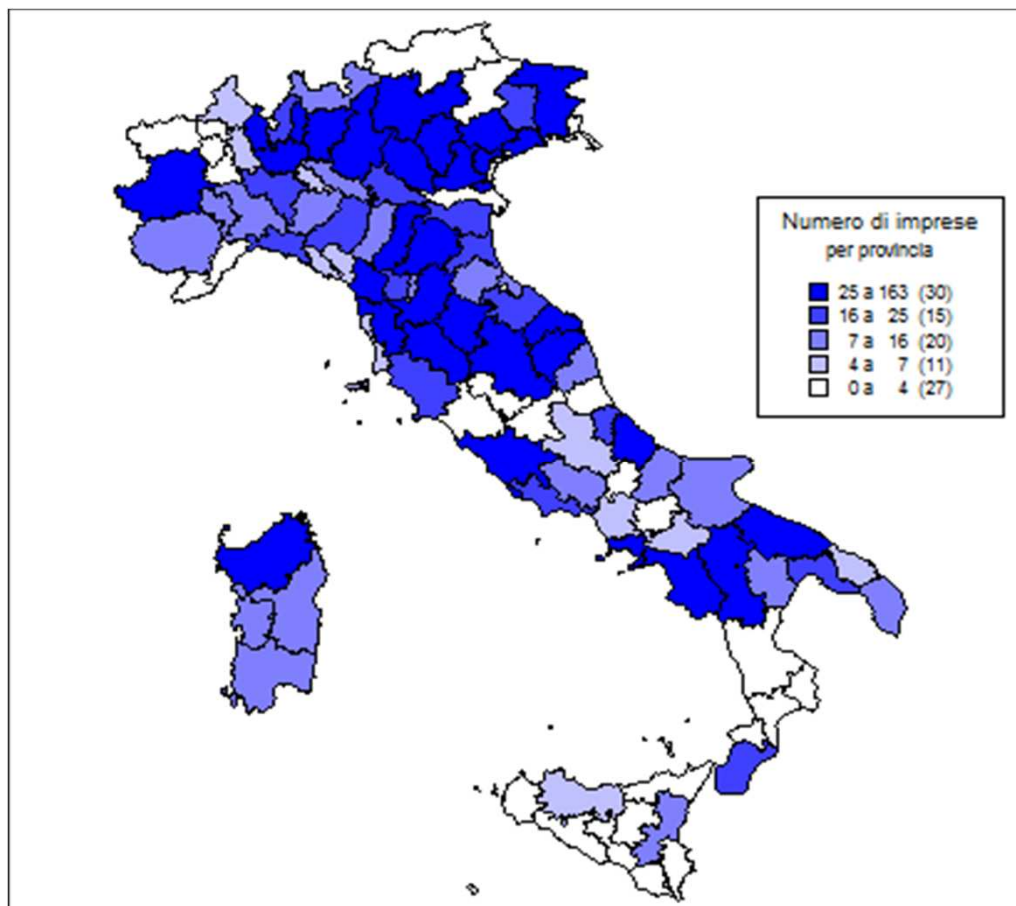 Numero di imprese
per provincia
25 a 163 (30)
16 a 25 (15)
7 a 16 (20)
4 a 7 (11)
0 a 4 (27)